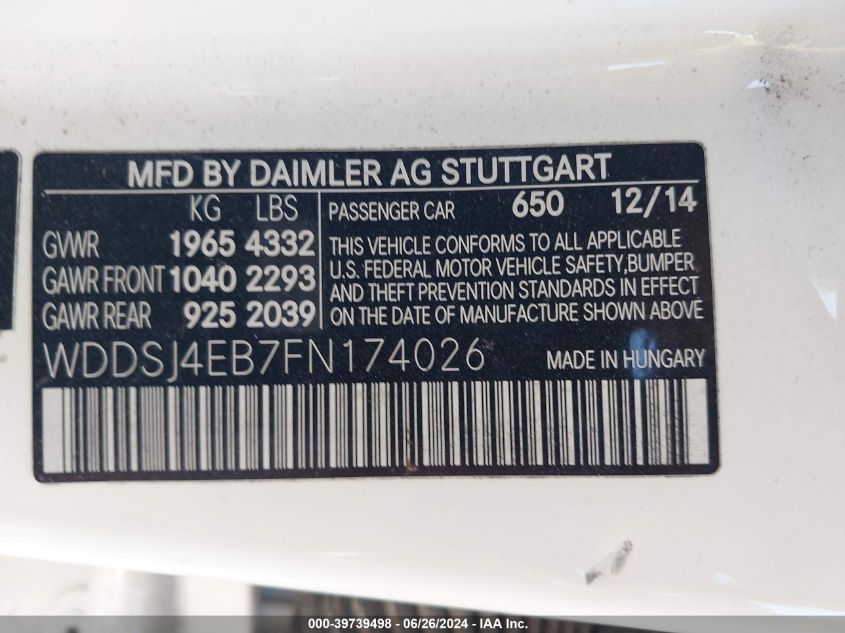 MFD BY DAIMLER AG STUTTGART
KG LBS
GVWR 1965 4332
GAWR FRONT 1040 2293
GAWR REAR 925 2039
PASSENGER CAR 650 12/14
THIS VEHICLE CONFORMS TO ALL APPLICABLE
U.S. FEDERAL MOTOR VEHICLE SAFETY,BUMPER
AND THEFT PREVENTION STANDARDS IN EFFECT
ON THE DATE OF MANUFACTURE SHOWN ABOVE
WDDSJ4EB7FN174026 MADE IN HUNGARY
000-39739498 - 06/26/2024 - IAA Inc.